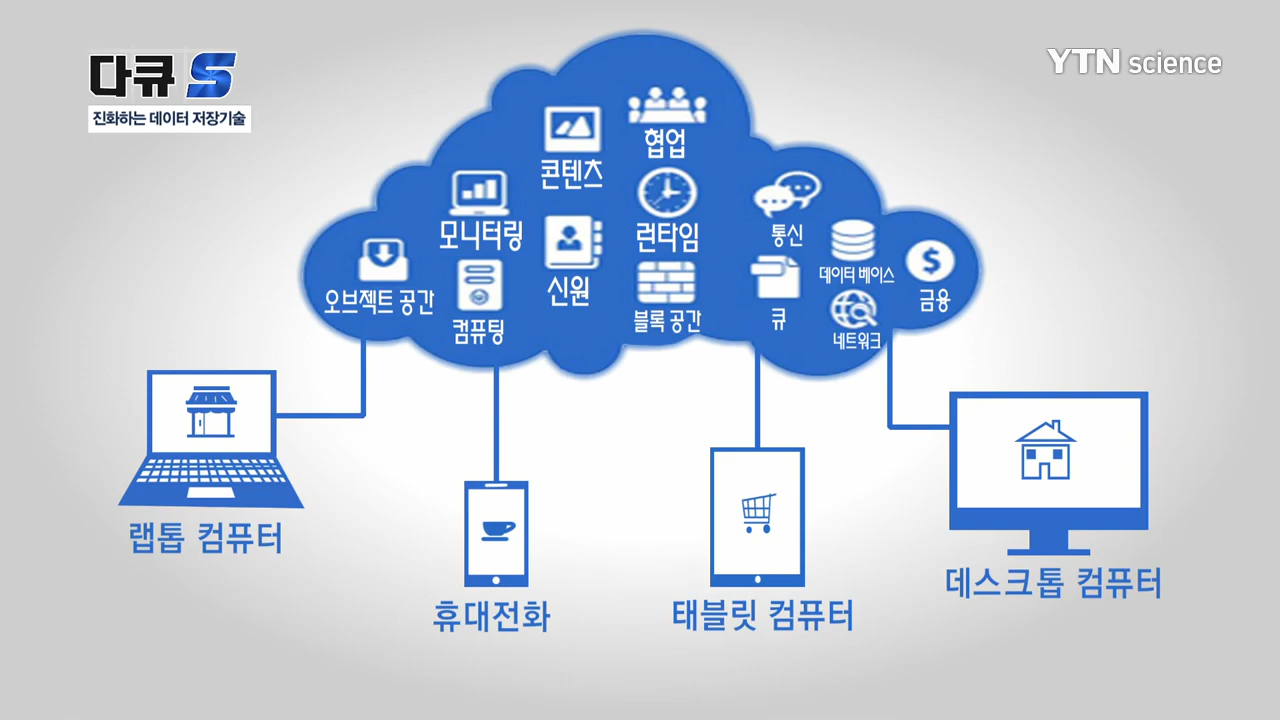 다큐 S
진화하는 데이터 저장기술
YTN science
협업
콘텐츠
모니터링
런타임
통신
데이터 베이스
오브젝트 공간
신원
금융
컴퓨팅
블록 공간
큐
네트워크
랩톱 컴퓨터
휴대전화
태블릿 컴퓨터
데스크톱 컴퓨터